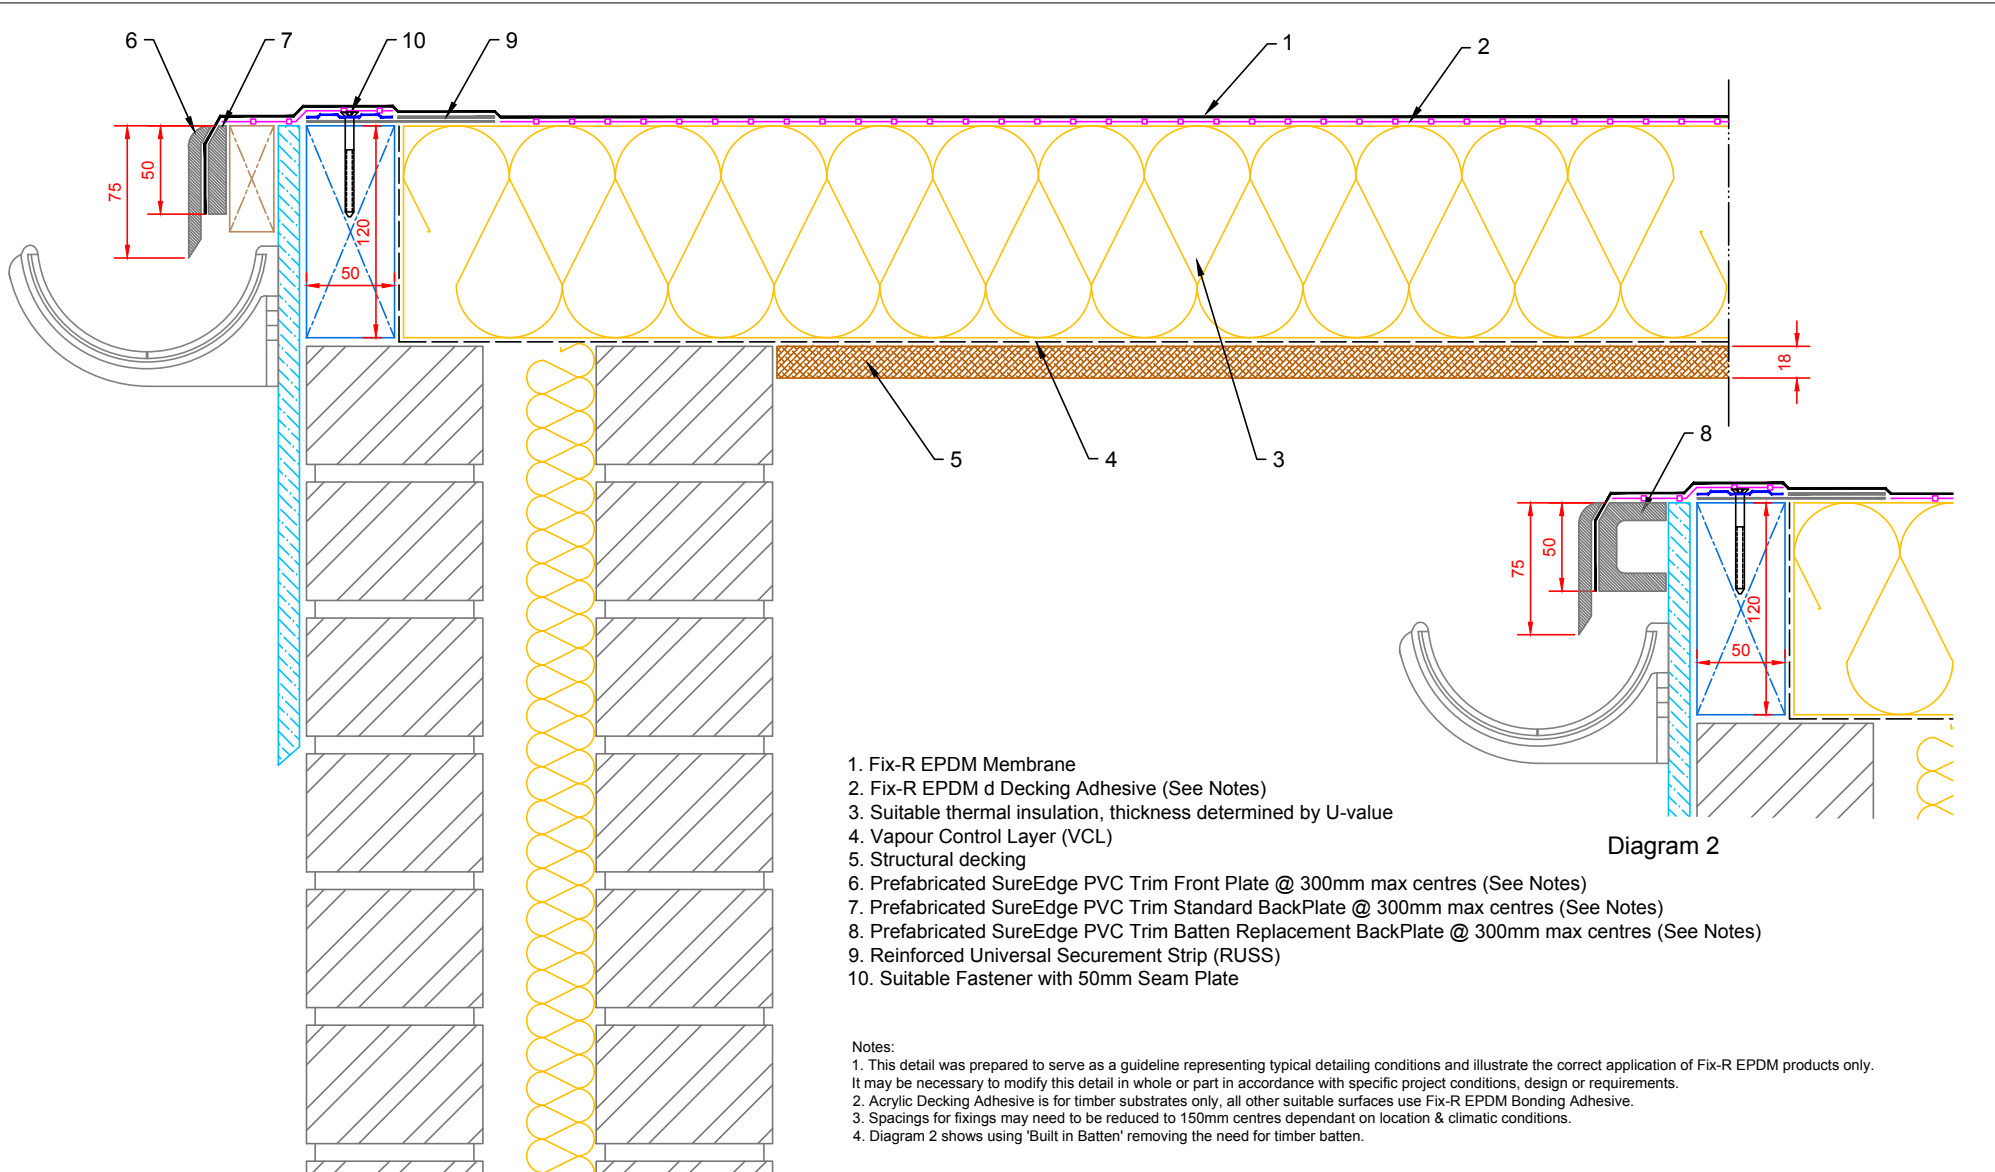 6
7
10
9
1
2
75
50
120
50
18
5
4
3
8
75
50
120
50
1. Fix-R EPDM Membrane
2. Fix-R EPDM d Decking Adhesive (See Notes)
3. Suitable thermal insulation, thickness determined by U-value
4. Vapour Control Layer (VCL)
5. Structural decking
6. Prefabricated SureEdge PVC Trim Front Plate @ 300mm max centres (See Notes)
7. Prefabricated SureEdge PVC Trim Standard BackPlate @ 300mm max centres (See Notes)
8. Prefabricated SureEdge PVC Trim Batten Replacement BackPlate @ 300mm max centres (See Notes)
9. Reinforced Universal Securement Strip (RUSS)
10. Suitable Fastener with 50mm Seam Plate
Diagram 2
Notes:
1. This detail was prepared to serve as a guideline representing typical detailing conditions and illustrate the correct application of Fix-R EPDM products only.
It may be necessary to modify this detail in whole or part in accordance with specific project conditions, design or requirements.
2. Acrylic Decking Adhesive is for timber substrates only, all other suitable surfaces use Fix-R EPDM Bonding Adhesive.
3. Spacings for fixings may need to be reduced to 150mm centres dependant on location & climatic conditions.
4. Diagram 2 shows using 'Built in Batten' removing the need for timber batten.